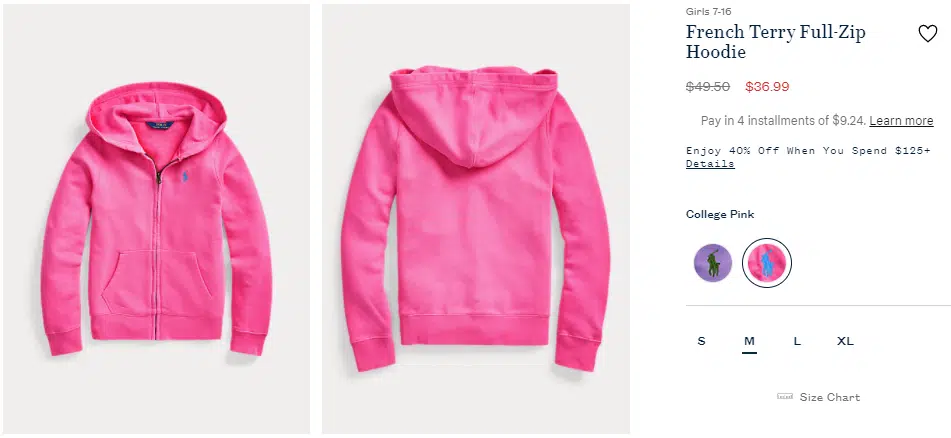 Girls 7-16
French Terry Full-Zip
Hoodie
$49.50 $36.99
Pay in 4 installments of $9.24. Learn more
Enjoy 40% Off When You Spend $125+
Details
College Pink
S M L XL
Size Chart